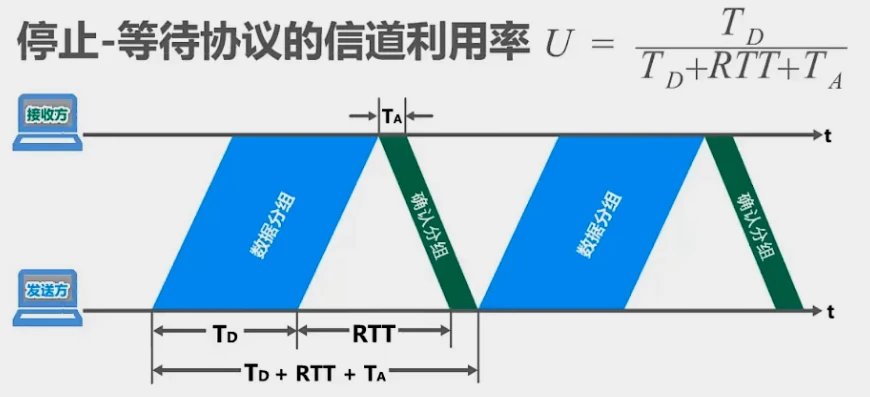 停止-等待协议的信道利用率 U = T_D / (T_D+RTT+T_A)
接收方
T_A
t
数据分组
确认分组
数据分组
确认分组
发送方
t
T_D
RTT
T_D + RTT + T_A